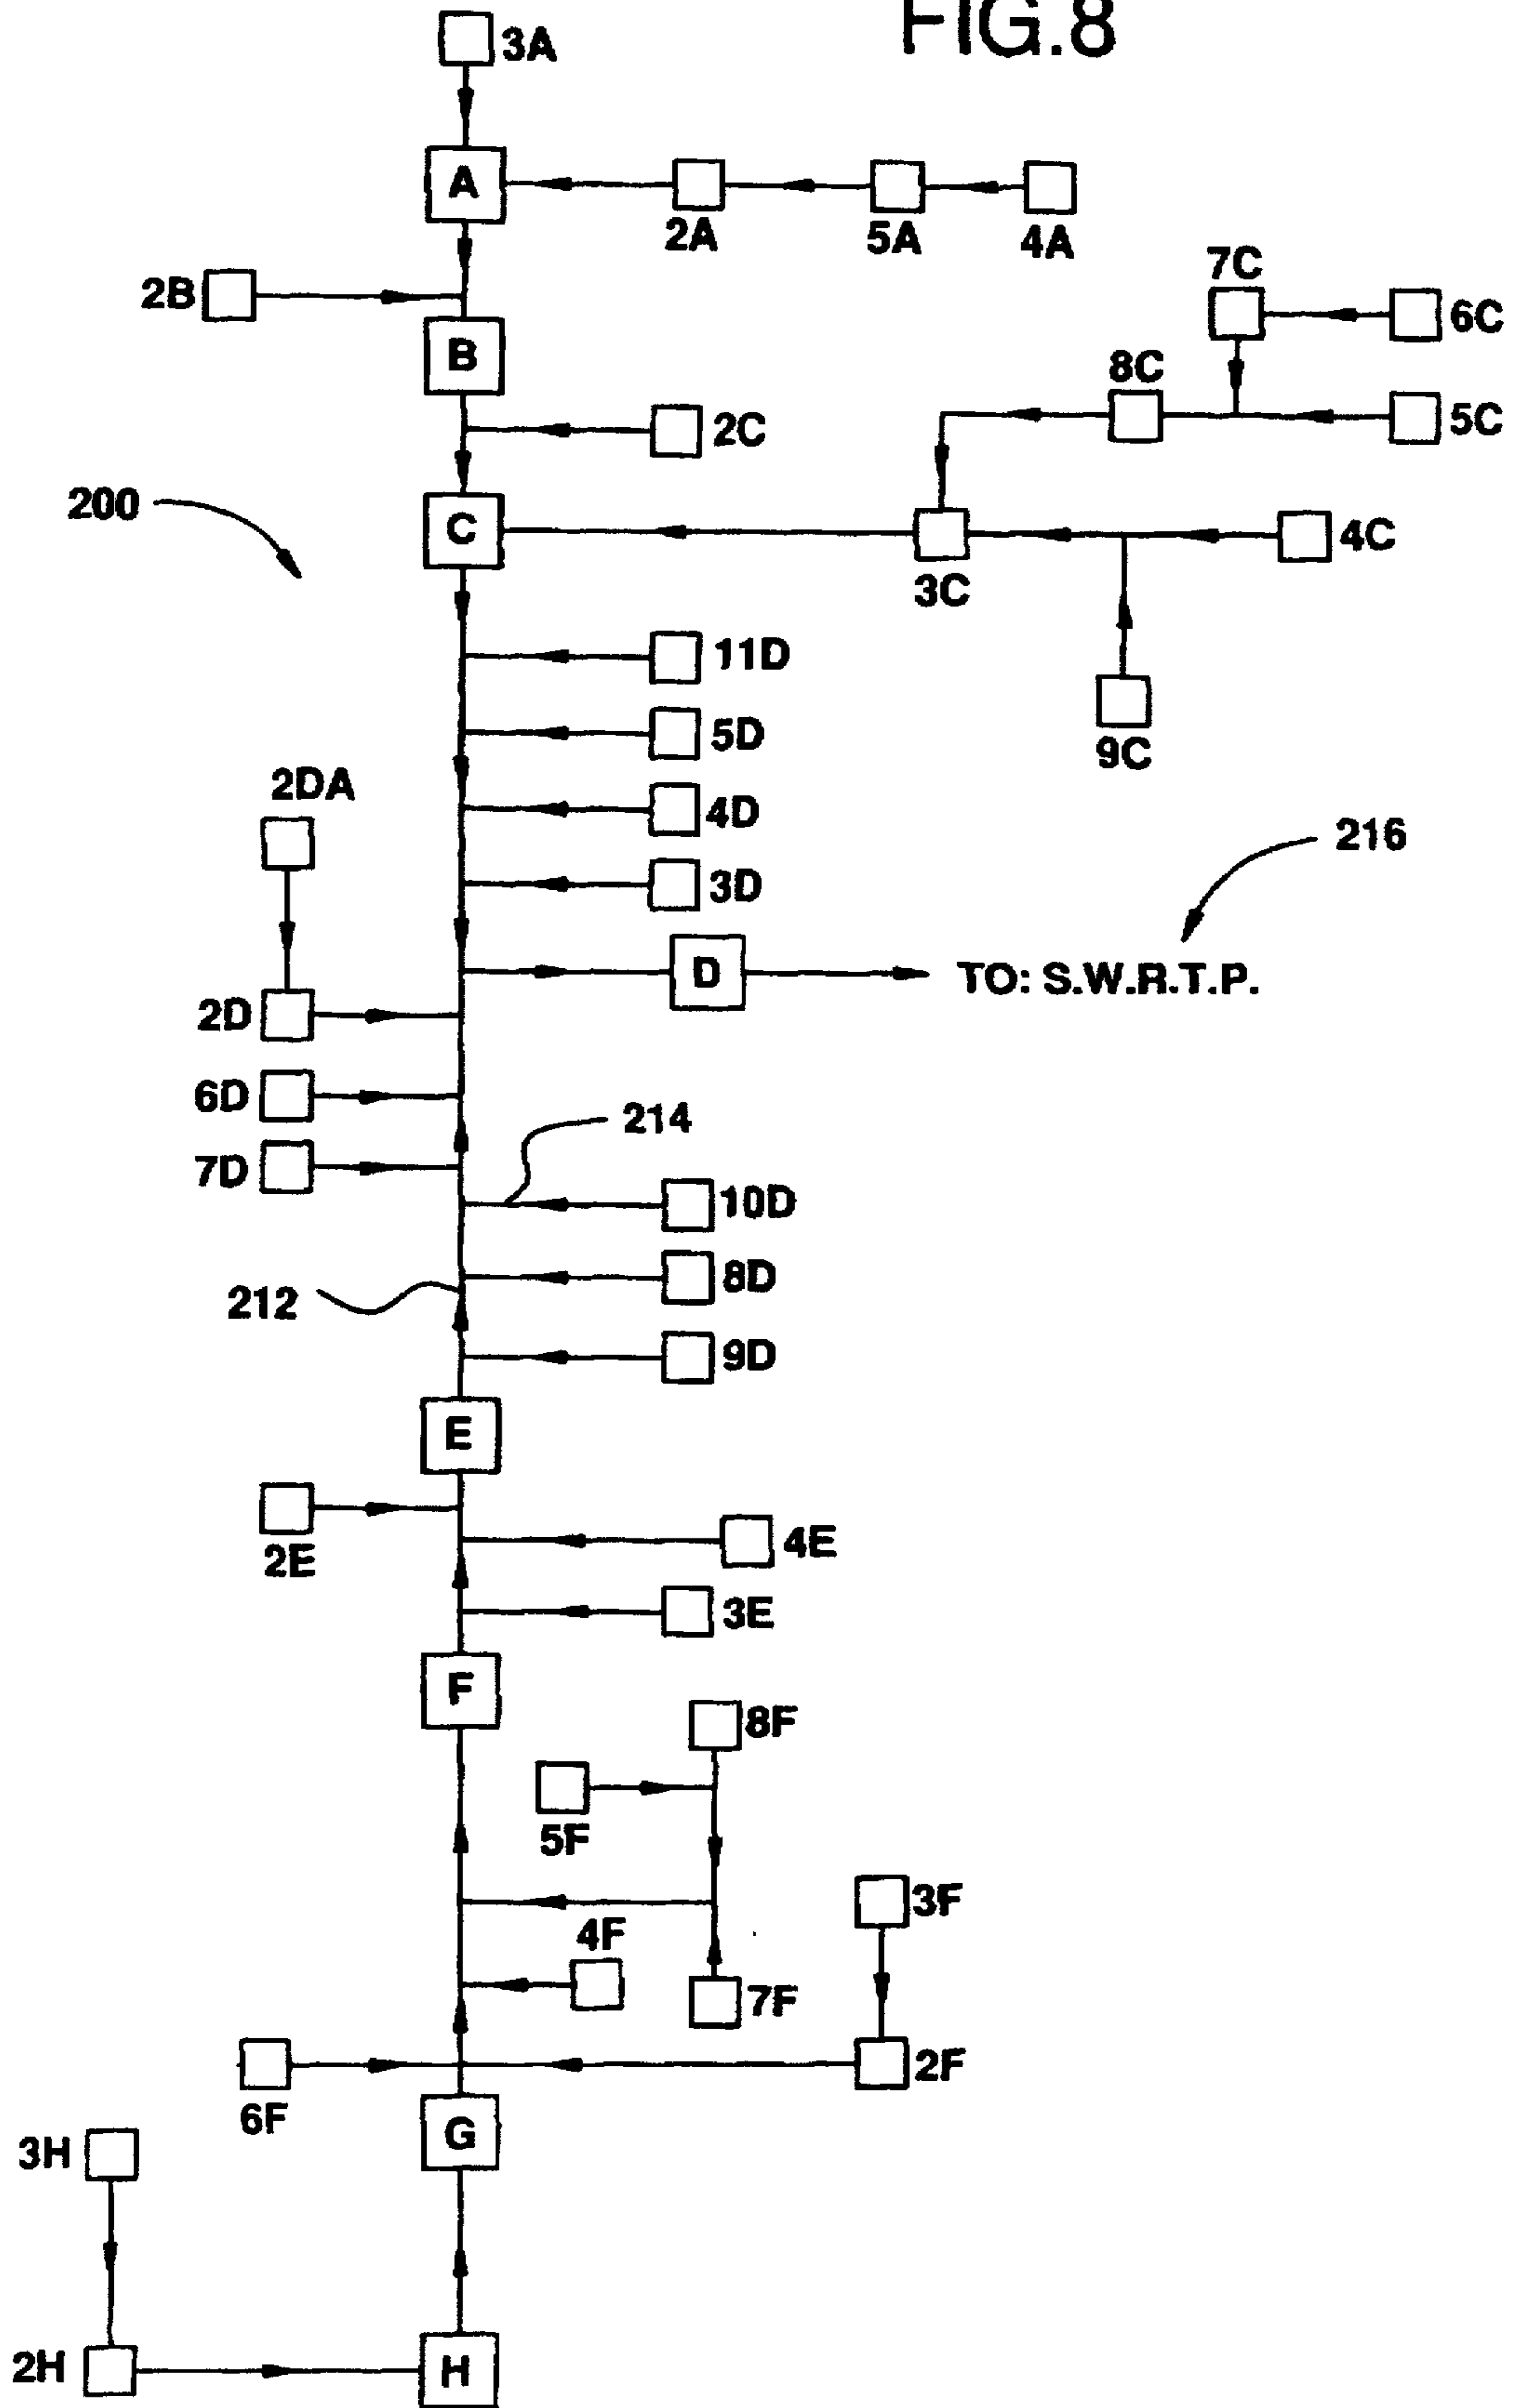 FIG.8
3A
A
2A
5A
4A
7C
6C
2B
B
8C
2C
5C
200
C
3C
4C
11D
5D
9C
2DA
4D
216
3D
D
TO: S.W.R.T.P.
2D
6D
214
7D
10D
8D
212
9D
E
2E
4E
3E
F
8F
5F
3F
4F
7F
2F
6F
G
3H
2H
H